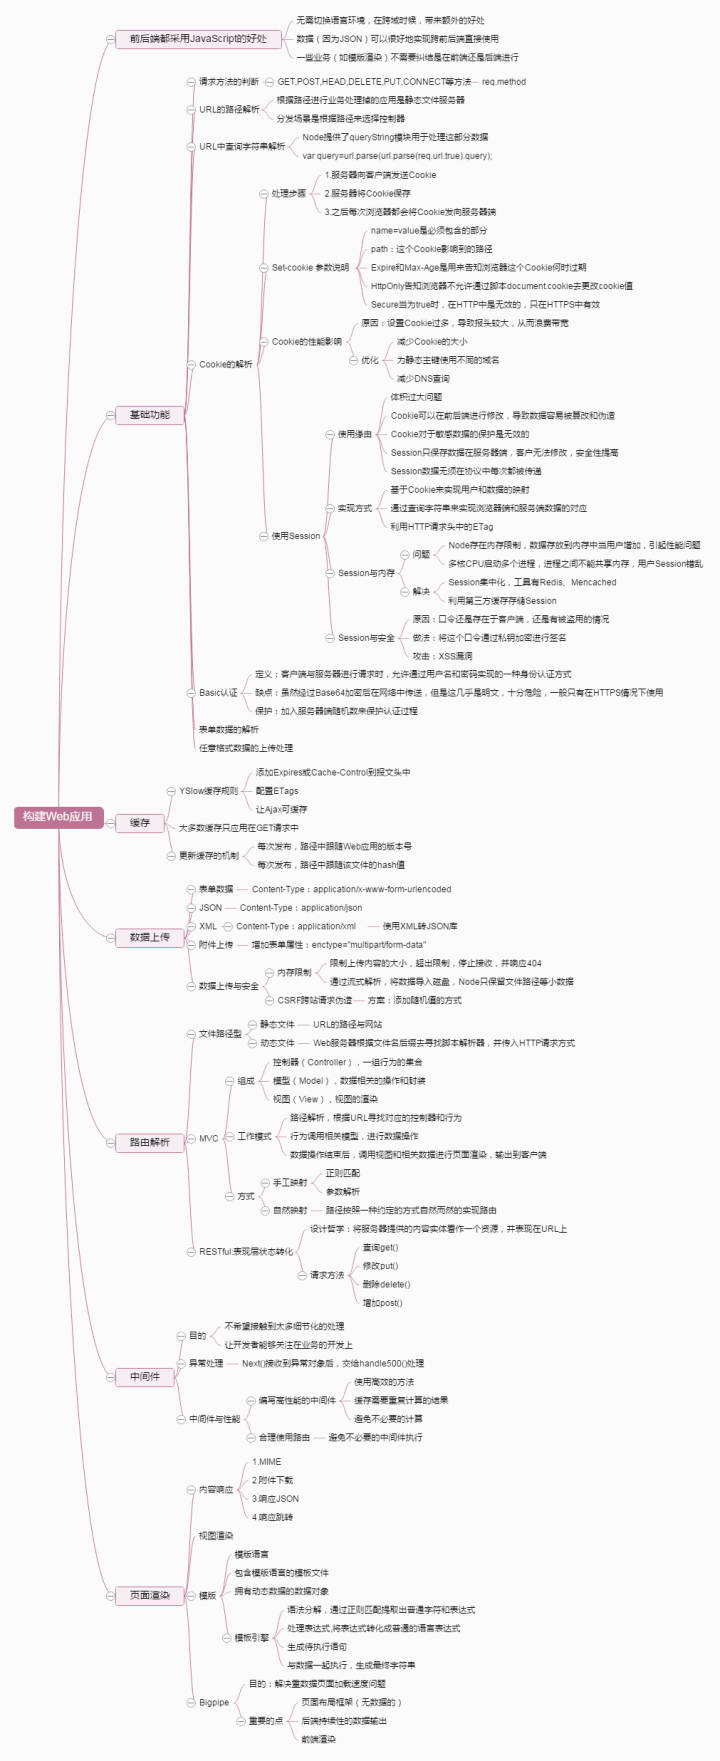 前后端都采用JavaScript的好处
无需切换语言环境，在跨域时候，带来额外的好处
数据（因为JSON）可以很好地实现跨前后端直接使用
一些业务（如模版渲染）不需要纠结是在前端还是后端进行
基础功能
请求方法的判断
GET,POST,HEAD,DELETE,PUT,CONNECT等方法
req.method
URL的路径解析
根据路径进行业务处理掉的应用是静态文件服务器
分发场景是根据路径来选择控制器
URL中查询字符串解析
Node提供了queryString模块用于处理这部分数据
var query=url.parse(url.parse(req.url.true).query);
Cookie的解析
处理步骤
1.服务器向客户端发送Cookie
2.服务器将Cookie保存
3.之后每次浏览器都会将Cookie发向服务器端
Set-cookie 参数说明
name=value是必须包含的部分
path：这个Cookie影响到的路径
Expire和Max-Age是用来告知浏览器这个Cookie何时过期
HttpOnly告知浏览器不允许通过脚本document.cookie去更改cookie值
Secure当为true时，在HTTP中是无效的，只在HTTPS中有效
Cookie的性能影响
原因：设置Cookie过多，导致报头较大，从而浪费带宽
优化
减少Cookie的大小
为静态主键使用不同的域名
减少DNS查询
使用Session
使用缘由
体积过大问题
Cookie可以在前后端进行修改，导致数据容易被篡改和伪造
Cookie对于敏感数据的保护是无效的
Session只保存数据在服务器端，客户无法修改，安全性提高
Session数据无须在协议中每次都被传递
实现方式
基于Cookie来实现用户和数据的映射
通过查询字符串来实现浏览器端和服务端数据的对应
利用HTTP请求头中的ETag
Session与内存
问题
Node存在内存限制，数据存放到内存中当用户增加，引起性能问题
多核CPU启动多个进程，进程之间不能共享内存，用户Session错乱
解决
Session集中化，工具有Redis、Mencached
利用第三方缓存存储Session
Session与安全
原因：口令还是存在于客户端，还是有被盗用的情况
做法：将这个口令通过私钥加密进行签名
攻击：XSS漏洞
Basic认证
定义：客户端与服务器进行请求时，允许通过用户名和密码实现的一种身份认证方式
缺点：虽然经过Base64加密后在网络中传送，但是这几乎是明文，十分危险，一般只有在HTTPS情况下使用
保护：加入服务器端随机数来保护认证过程
表单数据的解析
任意格式数据的上传处理
构建Web应用
缓存
YSlow缓存规则
添加Expires或Cache-Control到报文头中
配置ETags
让Ajax可缓存
大多数缓存只应用在GET请求中
更新缓存的机制
每次发布，路径中跟随Web应用的版本号
每次发布，路径中跟随该文件的hash值
数据上传
表单数据
Content-Type：application/x-www-form-urlencoded
JSON
Content-Type：application/json
XML
Content-Type：application/xml
使用XML转JSON库
附件上传
增加表单属性：enctype="multipart/form-data"
数据上传与安全
内存限制
限制上传内容的大小，超出限制，停止接收，并响应404
通过流式解析，将数据导入磁盘，Node只保留文件路径等小数据
CSRF跨站请求伪造
方案：添加随机值的方式
路由解析
文件路径型
静态文件
URL的路径与网站
动态文件
Web服务器根据文件名后缀去寻找脚本解析器，并传入HTTP请求方式
MVC
组成
控制器（Controller），一组行为的集合
模型（Model），数据相关的操作和封装
视图（View），视图的渲染
工作模式
路径解析，根据URL寻找对应的控制器和行为
行为调用相关模型，进行数据操作
数据操作结束后，调用视图和相关数据进行页面渲染，输出到客户端
方式
手工映射
正则匹配
参数解析
自然映射
路径按照一种约定的方式自然而然的实现路由
RESTful:表现层状态转化
设计哲学：将服务器提供的内容实体看作一个资源，并表现在URL上
请求方法
查询get()
修改put()
删除delete()
增加post()
中间件
目的
不希望接触到太多细节化的处理
让开发者能够关注在业务的开发上
异常处理
Next()接收到异常对象后，交给handle500()处理
中间件与性能
编写高性能的中间件
使用高效的方法
缓存需要重复计算的结果
避免不必要的计算
合理使用路由
避免不必要的中间件执行
页面渲染
内容响应
1.MIME
2.附件下载
3.响应JSON
4.响应跳转
视图渲染
模版
模版语言
包含模版语言的模板文件
拥有动态数据的数据对象
模板引擎
语法分解，通过正则匹配提取出普通字符和表达式
处理表达式,将表达式转化成普通的语言表达式
生成待执行语句
与数据一起执行，生成最终字符串
Bigpipe
目的：解决重数据页面加载速度问题
重要的点
页面布局框架（无数据的）
后端持续性的数据输出
前端渲染